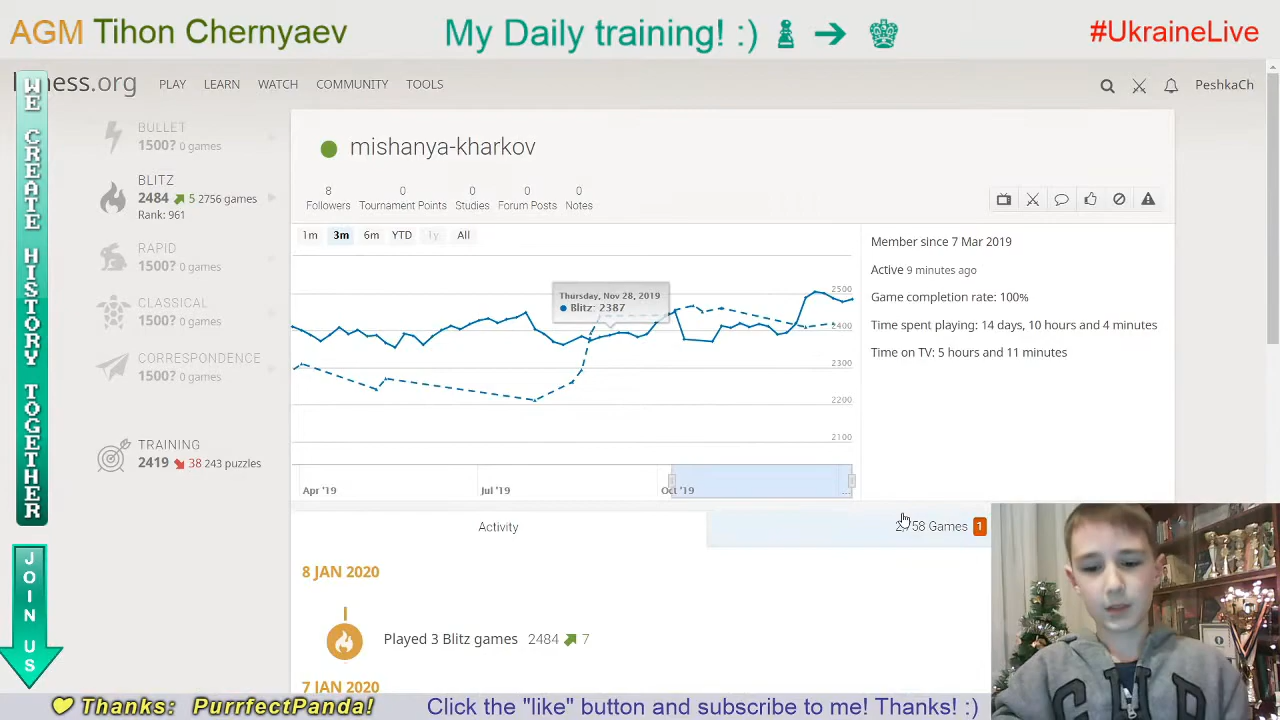 AGM Tihon Chernyaev
My Daily training! :)
#UkraineLive
ness.org
PLAY
LEARN
WATCH
COMMUNITY
TOOLS
PeshkaCh
WE CREATE HISTORY TOGETHER
JOIN US
BULLET
1500? 0 games
BLITZ
2484 5 2756 games
Rank: 961
RAPID
1500? 0 games
CLASSICAL
1500? 0 games
CORRESPONDENCE
1500? 0 games
TRAINING
2419 38 243 puzzles
mishanya-kharkov
8
Followers
0
Tournament Points
0
Studies
0
Forum Posts
0
Notes
1m
3m
6m
YTD
1y
All
Thursday, Nov 28, 2019
Blitz: 2387
2500
2400
2300
2200
2100
Apr '19
Jul '19
Oct '19
...
Member since 7 Mar 2019
Active 9 minutes ago
Game completion rate: 100%
Time spent playing: 14 days, 10 hours and 4 minutes
Time on TV: 5 hours and 11 minutes
Activity
2,758 Games 1
8 JAN 2020
Played 3 Blitz games 2484 7
7 JAN 2020
Thanks: PurrfectPanda!
Click the "like" button and subscribe to me! Thanks! :)